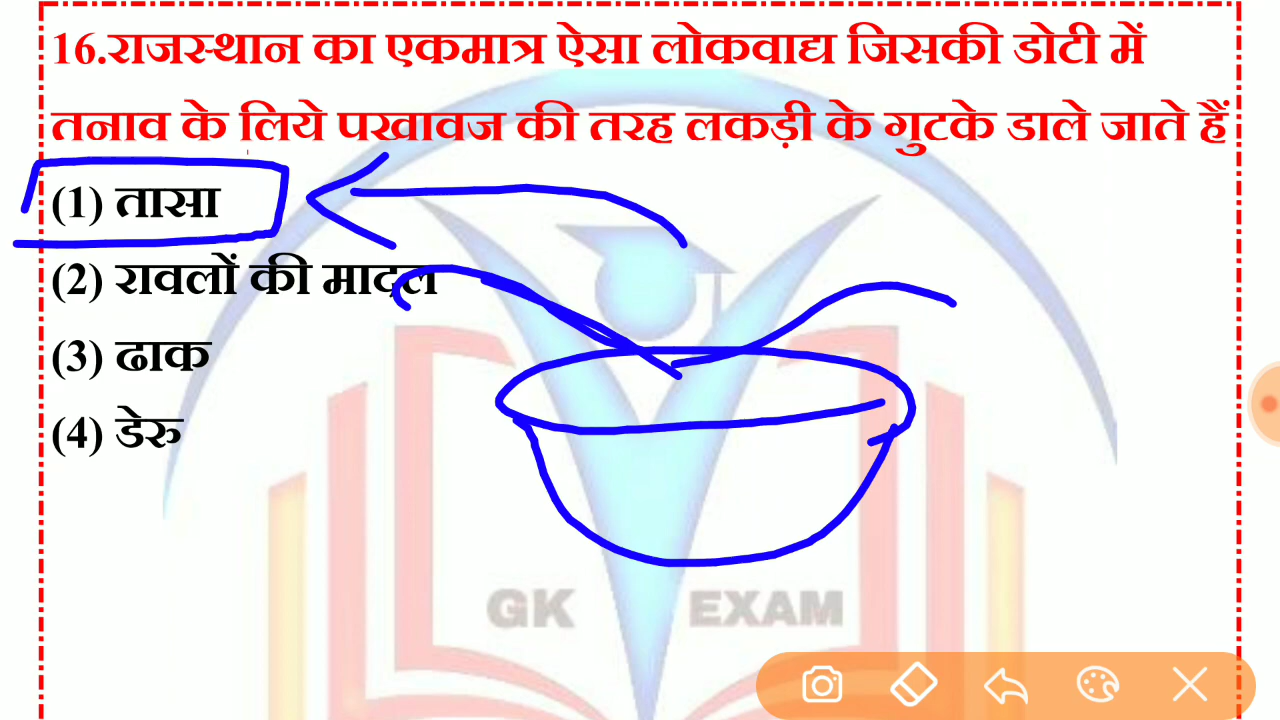 16.राजस्थान का एकमात्र ऐसा लोकवाद्य जिसकी डोटी में
तनाव के लिये पखावज की तरह लकड़ी के गुटके डाले जाते हैं
(1) तासा
(2) रावलों की मादल
(3) ढाक
(4) डेरु
GK EXAM